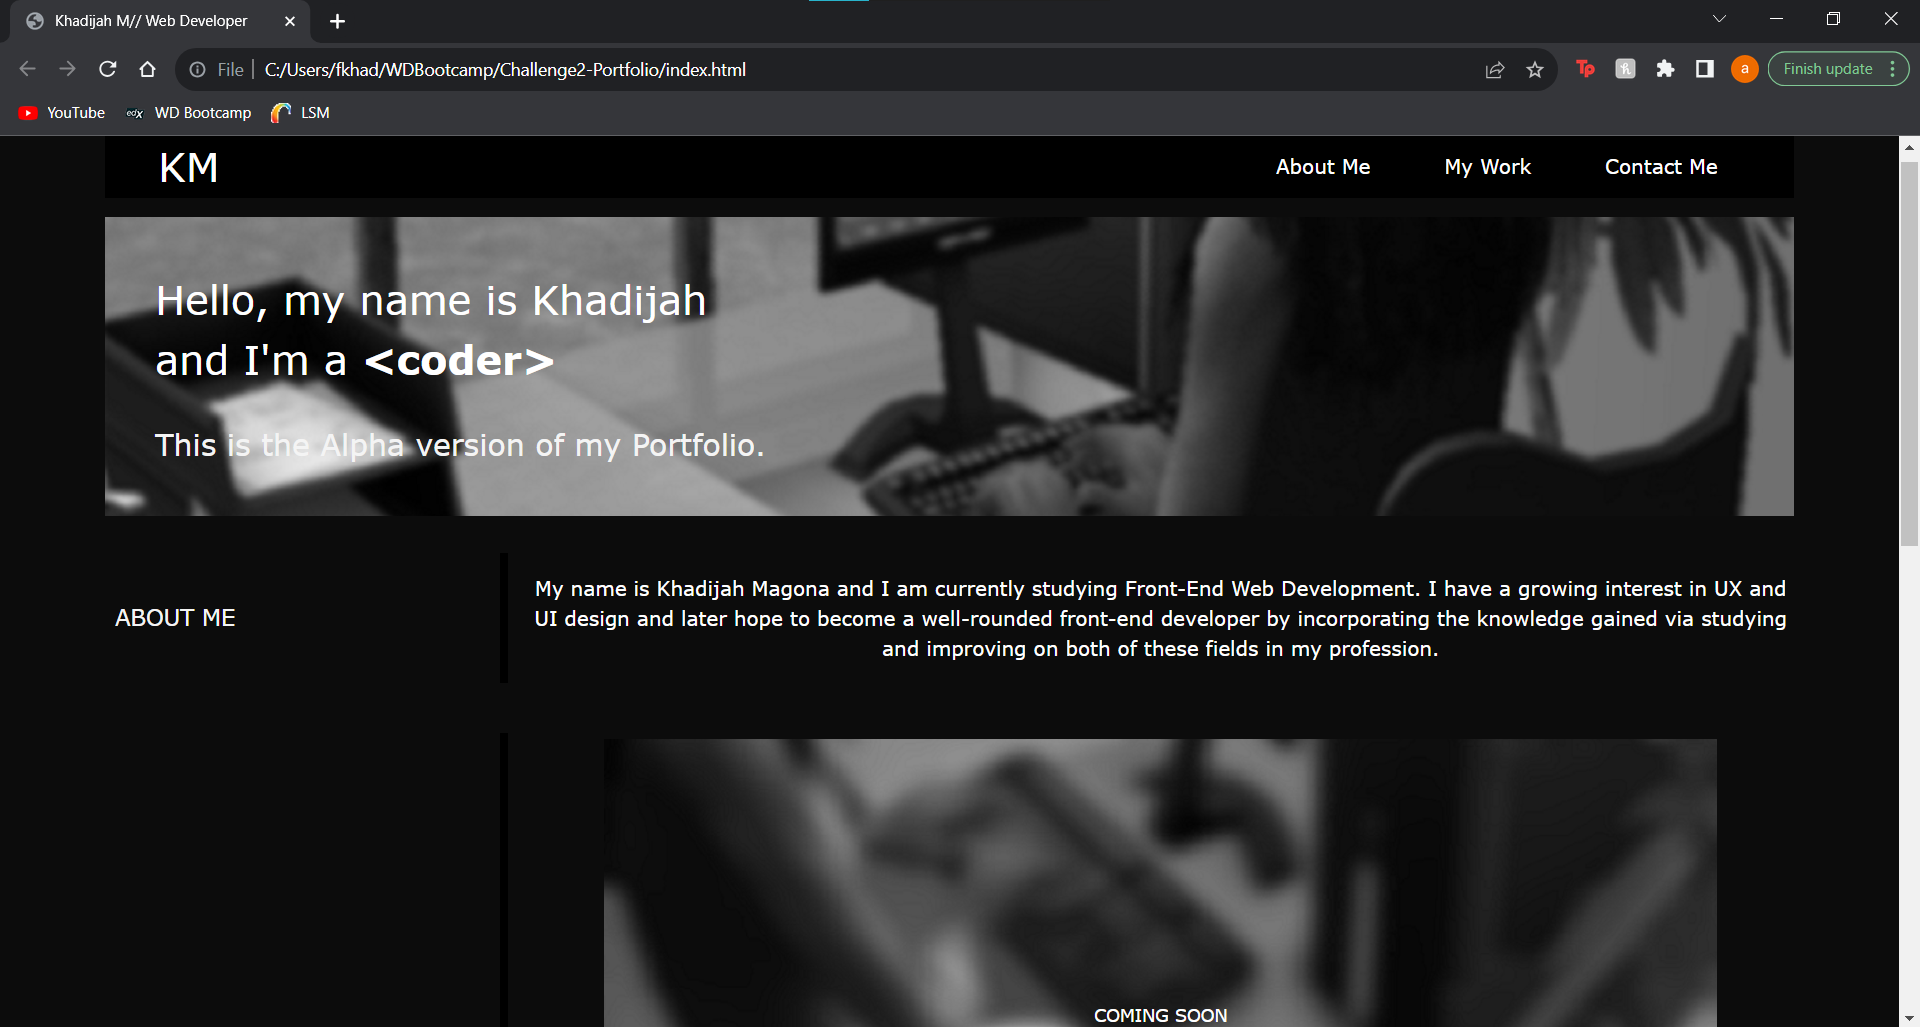 Khadijah M// Web Developer
File
C:/Users/fkhad/WDBootcamp/Challenge2-Portfolio/index.html
Tp
a
Finish update
YouTube
edX
WD Bootcamp
LSM
KM
About Me
My Work
Contact Me
Hello, my name is Khadijah
and I'm a <coder>
This is the Alpha version of my Portfolio.
ABOUT ME
My name is Khadijah Magona and I am currently studying Front-End Web Development. I have a growing interest in UX and
UI design and later hope to become a well-rounded front-end developer by incorporating the knowledge gained via studying
and improving on both of these fields in my profession.
COMING SOON